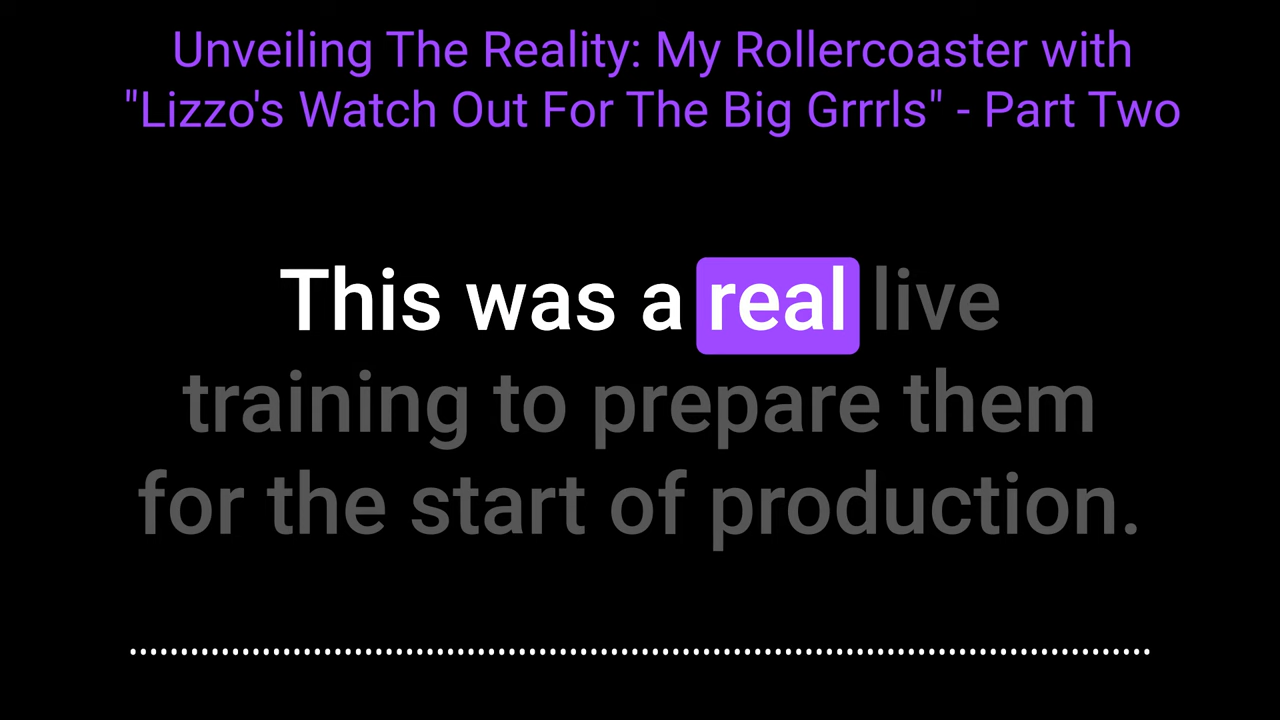 Unveiling The Reality: My Rollercoaster with
"Lizzo's Watch Out For The Big Grrrls" - Part Two
This was a real live
training to prepare them
for the start of production.